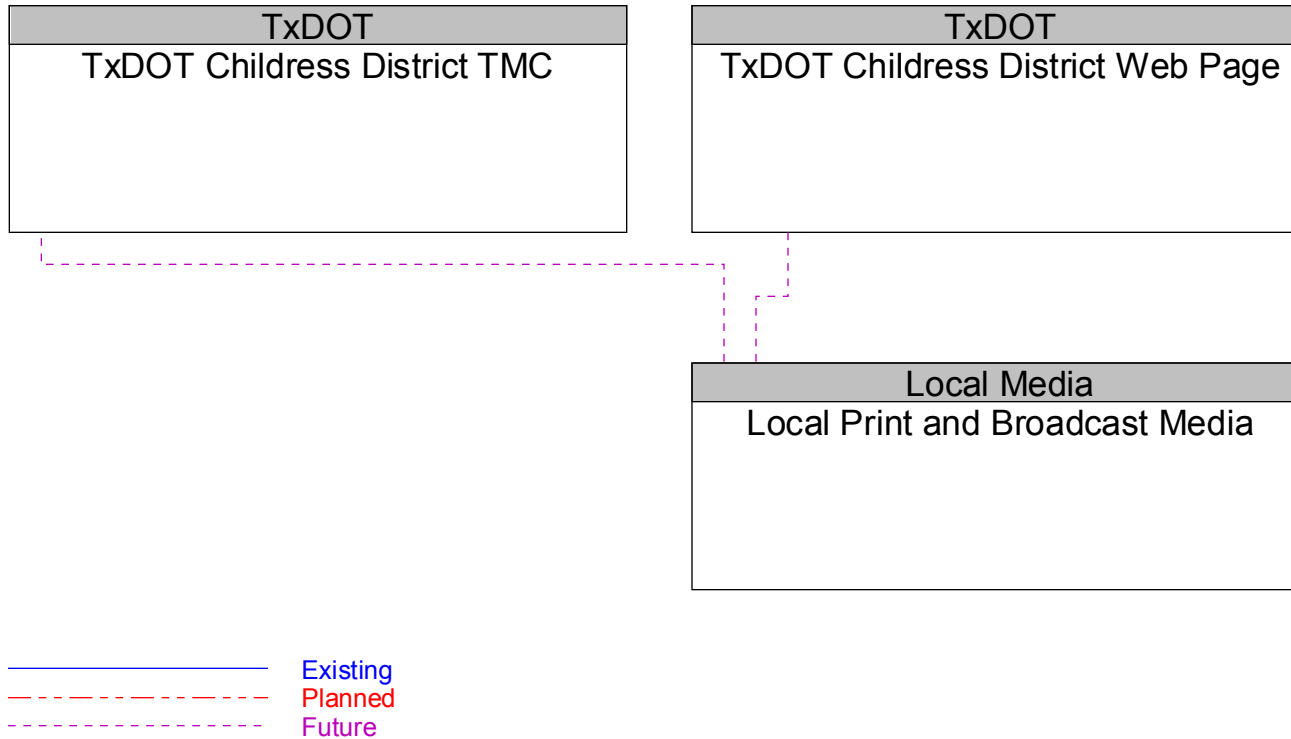 TxDOT
TxDOT Childress District TMC
TxDOT
TxDOT Childress District Web Page
Local Media
Local Print and Broadcast Media
Existing
Planned
Future